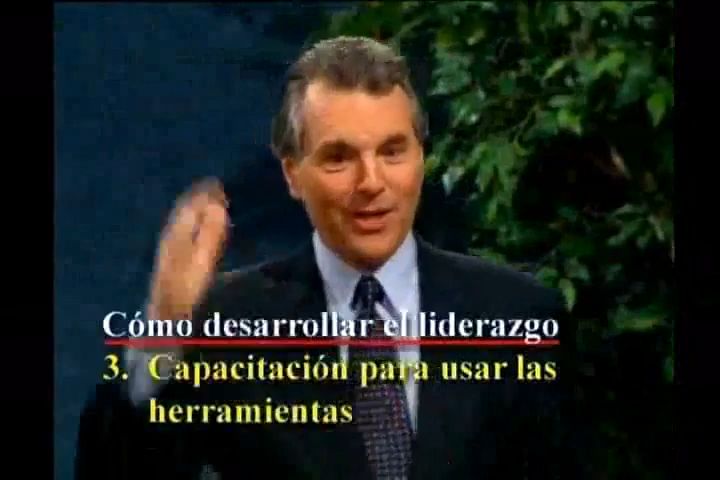 Cómo desarrollar el liderazgo
3. Capacitación para usar las
herramientas